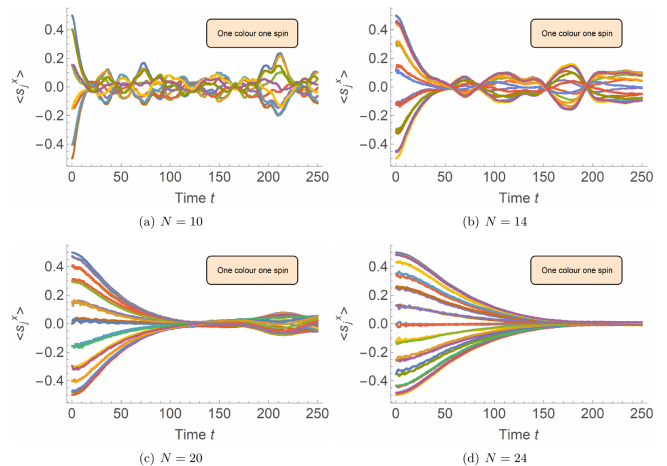 0.4
0.2
0.0
−0.2
−0.4
<s_j^x>
One colour one spin
0 50 100 150 200 250
Time t
(a) N = 10
0.4
0.2
0.0
−0.2
−0.4
<s_j^x>
One colour one spin
0 50 100 150 200 250
Time t
(b) N = 14
0.4
0.2
0.0
−0.2
−0.4
<s_j^x>
One colour one spin
0 50 100 150 200 250
Time t
(c) N = 20
0.4
0.2
0.0
−0.2
−0.4
<s_j^x>
One colour one spin
0 50 100 150 200 250
Time t
(d) N = 24